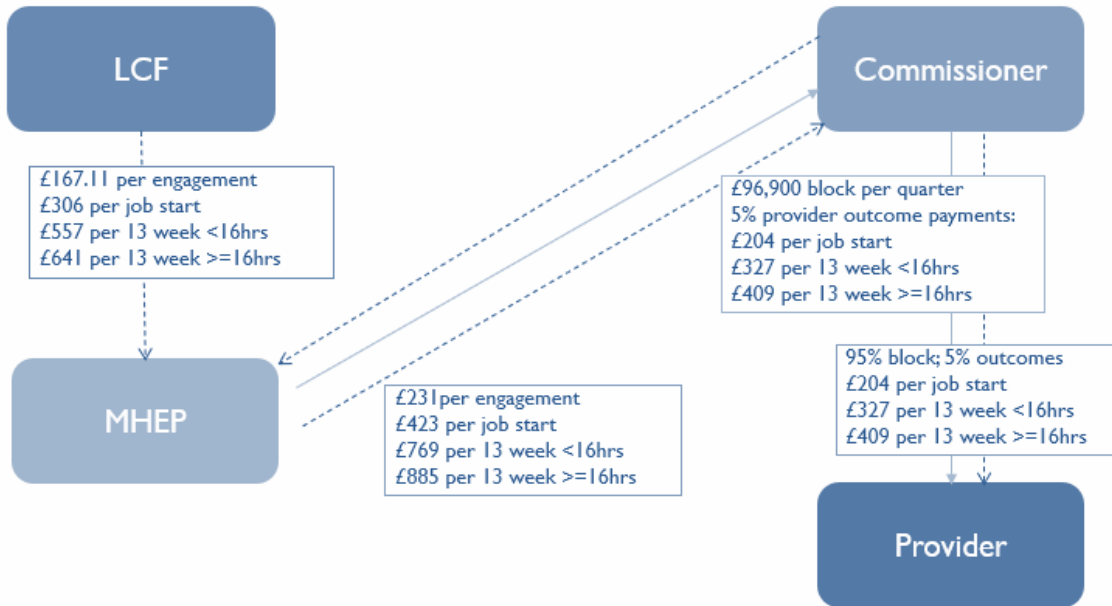 LCF
Commissioner
£167.11 per engagement
£306 per job start
£557 per 13 week <16hrs
£641 per 13 week >=16hrs
£96,900 block per quarter
5% provider outcome payments:
£204 per job start
£327 per 13 week <16hrs
£409 per 13 week >=16hrs
MHEP
£231per engagement
£423 per job start
£769 per 13 week <16hrs
£885 per 13 week >=16hrs
95% block; 5% outcomes
£204 per job start
£327 per 13 week <16hrs
£409 per 13 week >=16hrs
Provider